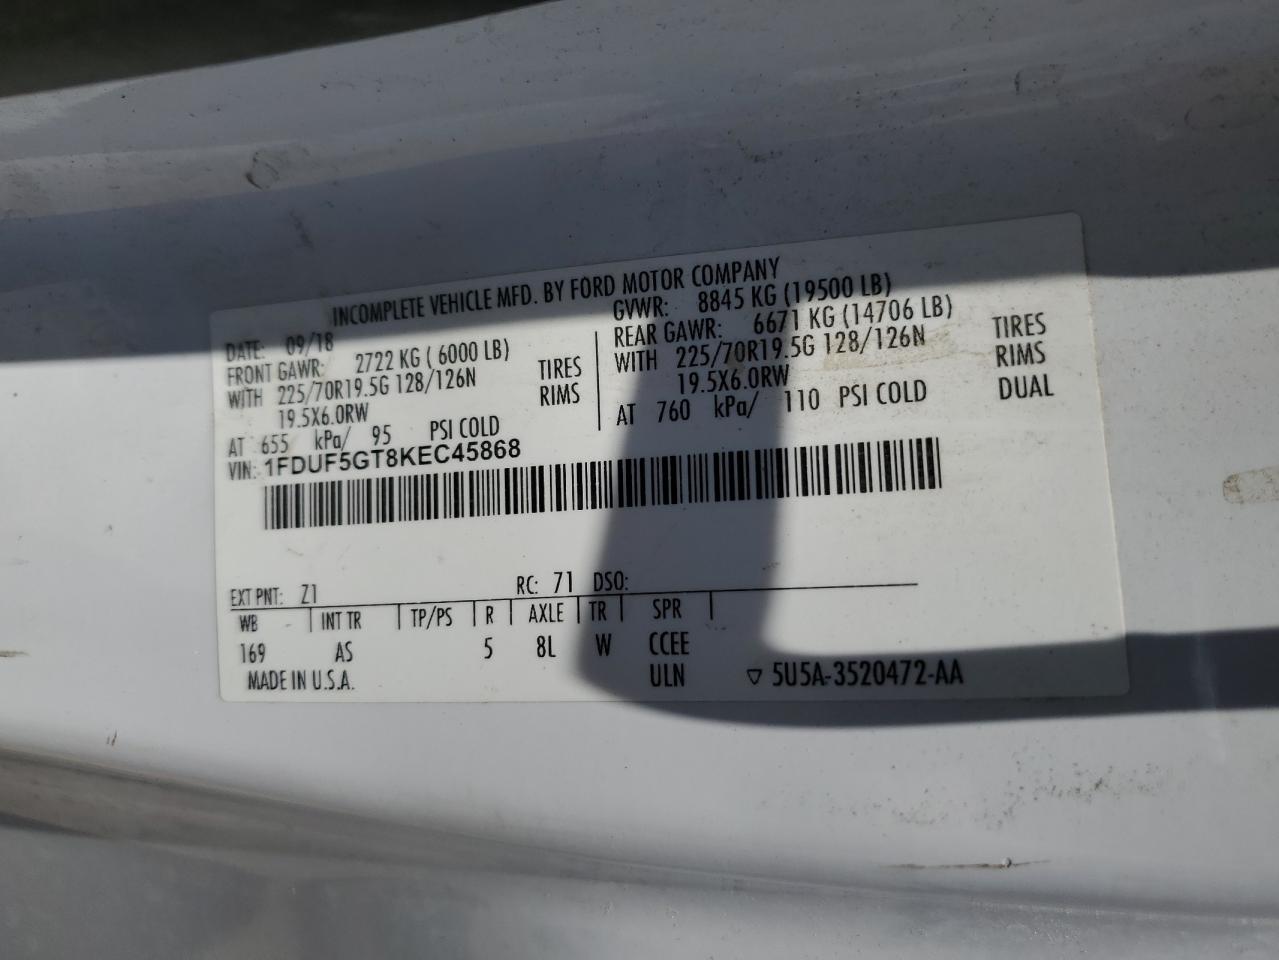 INCOMPLETE VEHICLE MFD. BY FORD MOTOR COMPANY
DATE: 09/18
FRONT GAWR: 2722 KG ( 6000 LB)
WITH 225/70R19.5G 128/126N TIRES
19.5X6.0RW RIMS
AT 655 kPa/ 95 PSI COLD
GVWR: 8845 KG (19500 LB)
REAR GAWR: 6671 KG (14706 LB)
WITH 225/70R19.5G 128/126N TIRES
19.5X6.0RW RIMS
AT 760 kPa/ 110 PSI COLD DUAL
VIN: 1FDUF5GT8KEC45868
EXT PNT: Z1 RC: 71 DSO:
WB INT TR TP/PS R AXLE TR SPR
169 AS 5 8L W CCEE
MADE IN U.S.A. ULN ▽ 5U5A-3520472-AA